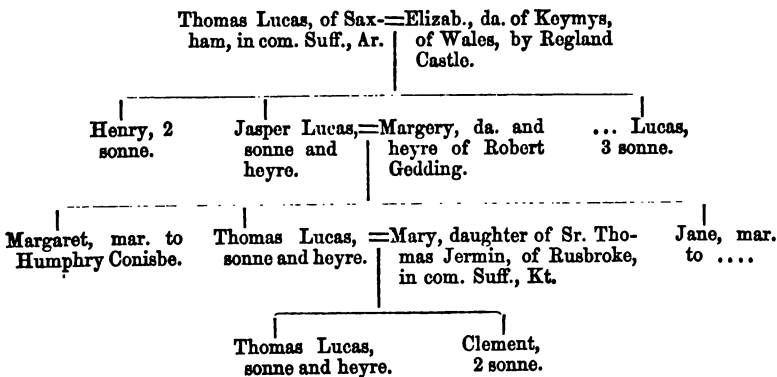 Thomas Lucas, of Sax-=Elizab., da. of Keymys,
ham, in com. Suff., Ar. of Wales, by Regland
Castle.
Henry, 2 Jasper Lucas,=Margery, da. and ... Lucas,
sonne. sonne and heyre of Robert 3 sonne.
heyre. Gedding.
Margaret, mar. to Thomas Lucas, =Mary, daughter of Sr. Tho- Jane, mar.
Humphry Conisbe. sonne and heyre. mas Jermin, of Rusbroke, to ....
in com. Suff., Kt.
Thomas Lucas, Clement,
sonne and heyre. 2 sonne.